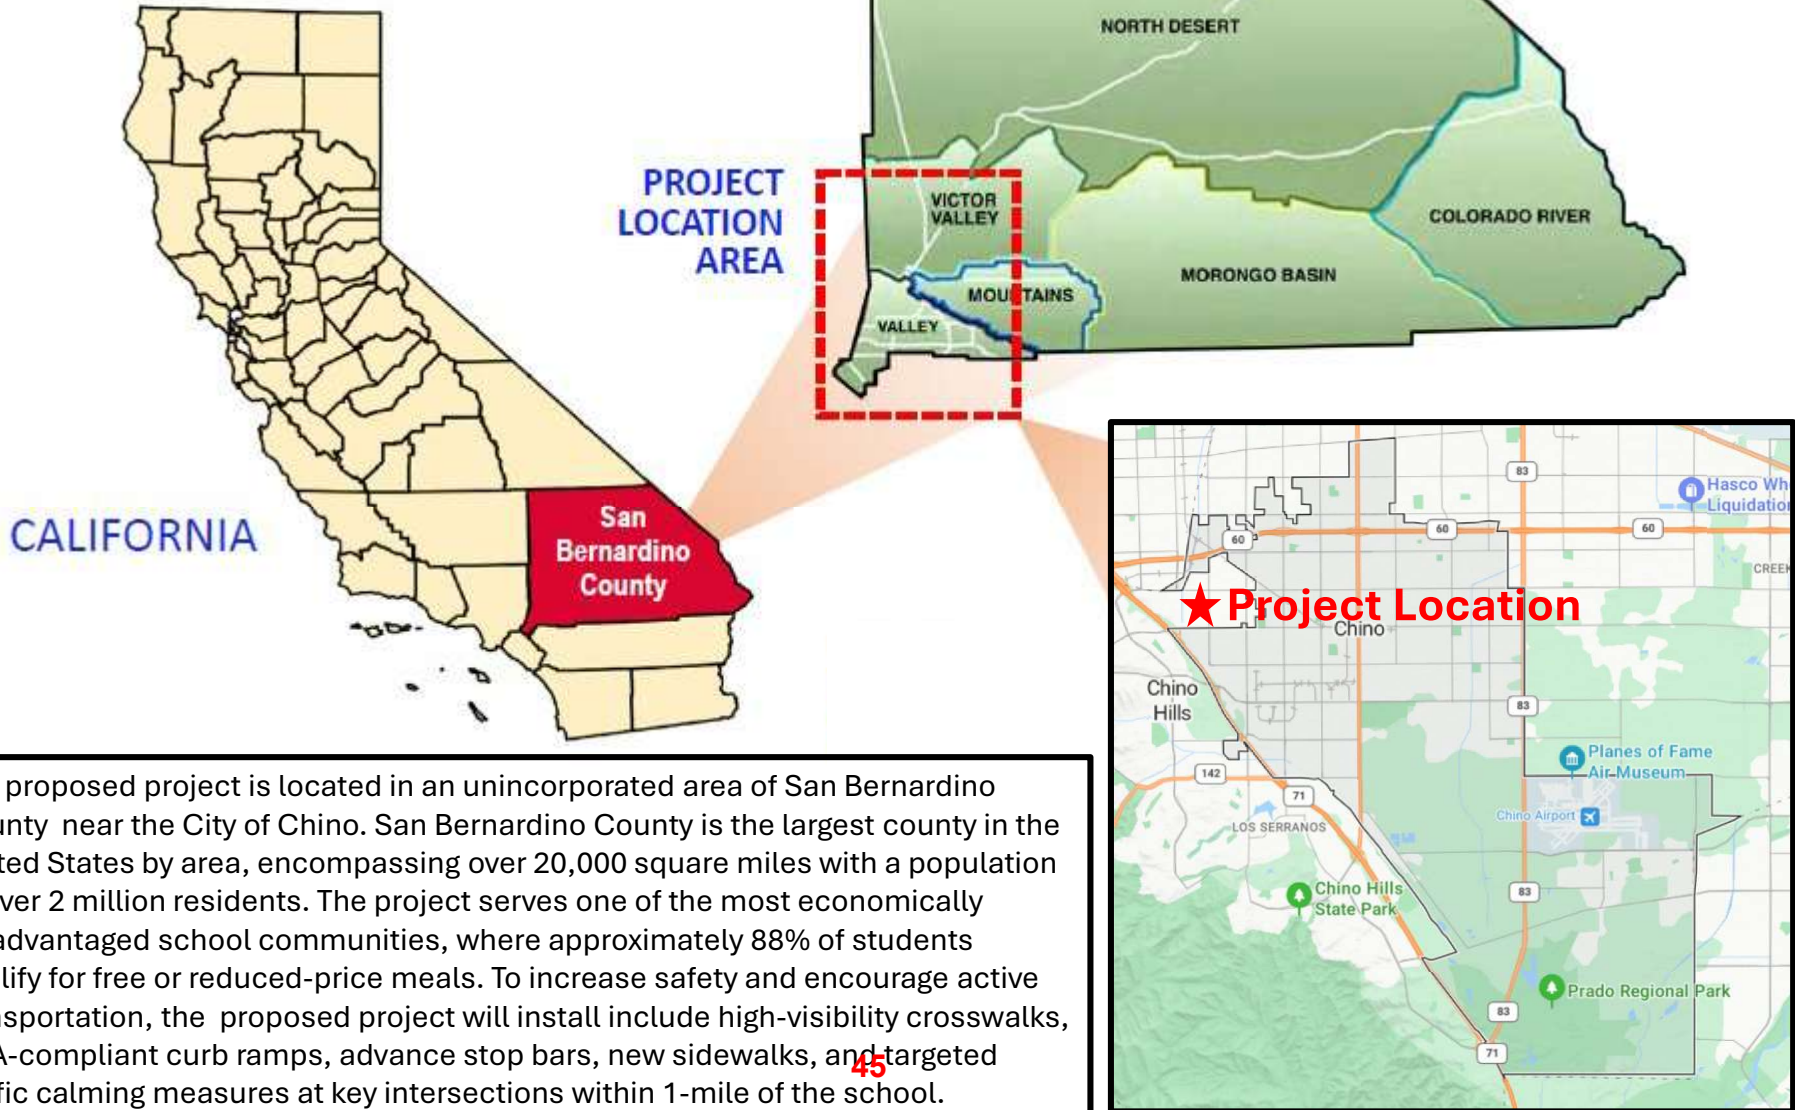 NORTH DESERT
PROJECT
LOCATION
AREA
VICTOR
VALLEY
COLORADO RIVER
MORONGO BASIN
MOUNTAINS
VALLEY
CALIFORNIA
San
Bernardino
County
83
Hasco Wh
Liquidatio
60
60
60
CREEK
Project Location
Chino
Chino
Hills
83
Planes of Fame
Air Museum
142
71
Chino Airport
LOS SERRANOS
83
Chino Hills
State Park
Prado Regional Park
83
71
proposed project is located in an unincorporated area of San Bernardino
unty near the City of Chino. San Bernardino County is the largest county in the
ted States by area, encompassing over 20,000 square miles with a population
ver 2 million residents. The project serves one of the most economically
advantaged school communities, where approximately 88% of students
lify for free or reduced-price meals. To increase safety and encourage active
nsportation, the proposed project will install include high-visibility crosswalks,
A-compliant curb ramps, advance stop bars, new sidewalks, and targeted
45
fic calming measures at key intersections within 1-mile of the school.